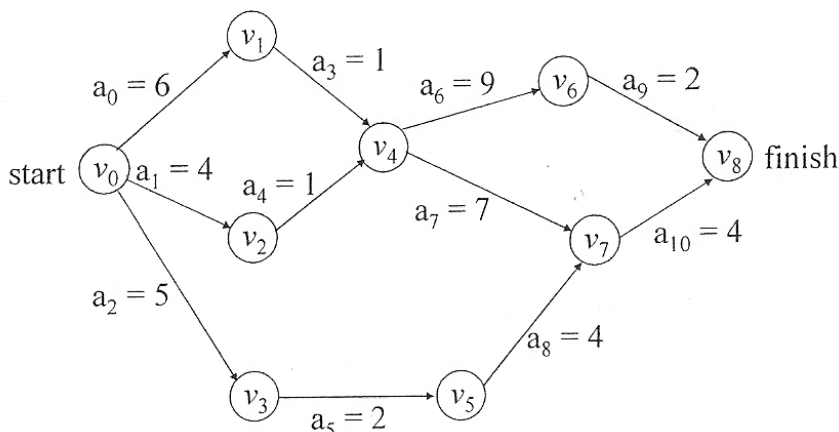 v₁
a₃ = 1
a₀ = 6
a₆ = 9
v₆
a₉ = 2
v₄
start
v₀
a₁ = 4
a₄ = 1
v₈
finish
a₇ = 7
v₂
v₇
a₁₀ = 4
a₂ = 5
a₈ = 4
v₃
v₅
a₅ = 2